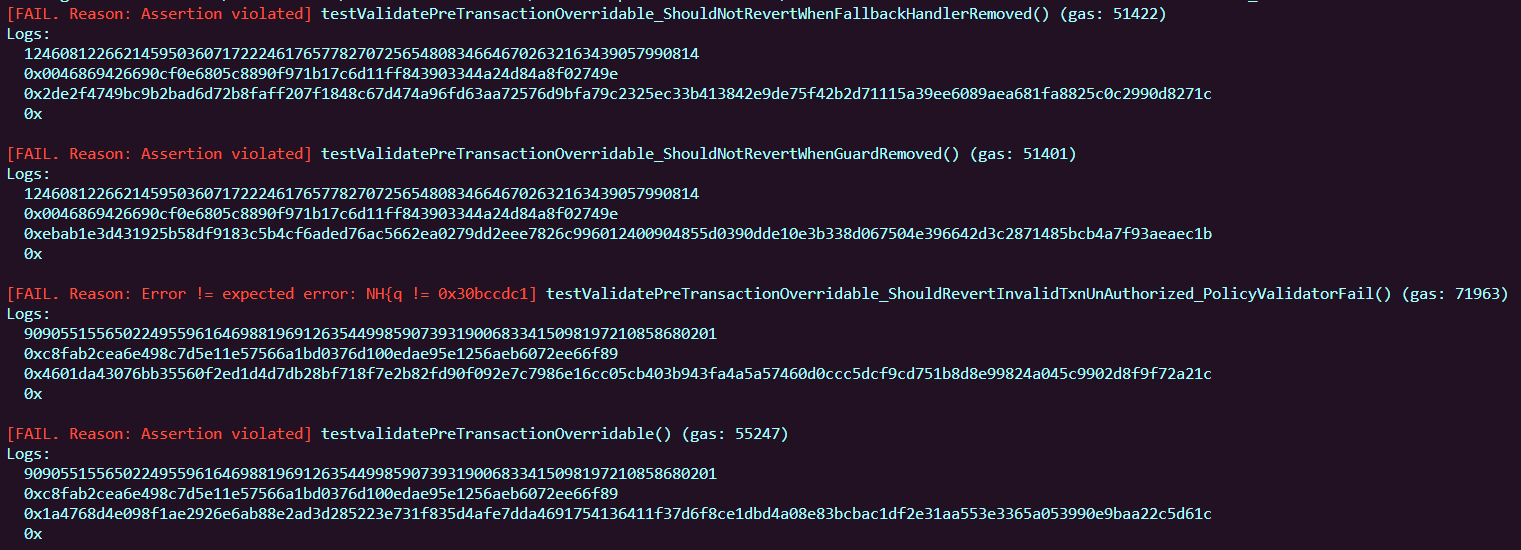 [FAIL. Reason: Assertion violated] testValidatePreTransactionOverridable_ShouldNotRevertWhenFallbackHandlerRemoved() (gas: 51422)
Logs:
12460812266214595036071722246176577827072565480834664670263216343905799​0814
0x0046869426690cf0e6805c8890f971b17c6d11ff843903344a24d84a8f02749e
0x2de2f4749bc9b2bad6d72b8faff207f1848c67d474a96fd63aa72576d9bfa79c2325ec33b413842e9de75f42b2d71115a39ee6089aea681fa8825c0c2990d8271c
0x
[FAIL. Reason: Assertion violated] testValidatePreTransactionOverridable_ShouldNotRevertWhenGuardRemoved() (gas: 51401)
Logs:
124608122662145950360717222461765778270725654808346646702632163439057990814
0x0046869426690cf0e6805c8890f971b17c6d11ff843903344a24d84a8f02749e
0xebab1e3d431925b58df9183c5b4cf6aded76ac5662ea0279dd2eee7826c996012400904855d0390dde10e3b338d067504e396642d3c2871485bcb4a7f93aeaec1b
0x
[FAIL. Reason: Error != expected error: NH{q != 0x30bccdc1] testValidatePreTransactionOverridable_ShouldRevertInvalidTxnUnAuthorized_PolicyValidatorFail() (gas: 71963)
Logs:
90905515565022495596164698819691263544998590739319006833415098197210858680201
0xc8fab2cea6e498c7d5e11e57566a1bd0376d100edae95e1256aeb6072ee66f89
0x4601da43076bb35560f2ed1d4d7db28bf718f7e2b82fd90f092e7c7986e16cc05cb403b943fa4a5a57460d0ccc5dcf9cd751b8d8e99824a045c9902d8f9f72a21c
0x
[FAIL. Reason: Assertion violated] testvalidatePreTransactionOverridable() (gas: 55247)
Logs:
90905515565022495596164698819691263544998590739319006833415098197210858680201
0xc8fab2cea6e498c7d5e11e57566a1bd0376d100edae95e1256aeb6072ee66f89
0x1a4768d4e098f1ae2926e6ab88e2ad3d285223e731f835d4afe7dda4691754136411f37d6f8ce1dbd4a08e83bcbac1df2e31aa553e3365a053990e9baa22c5d61c
0x